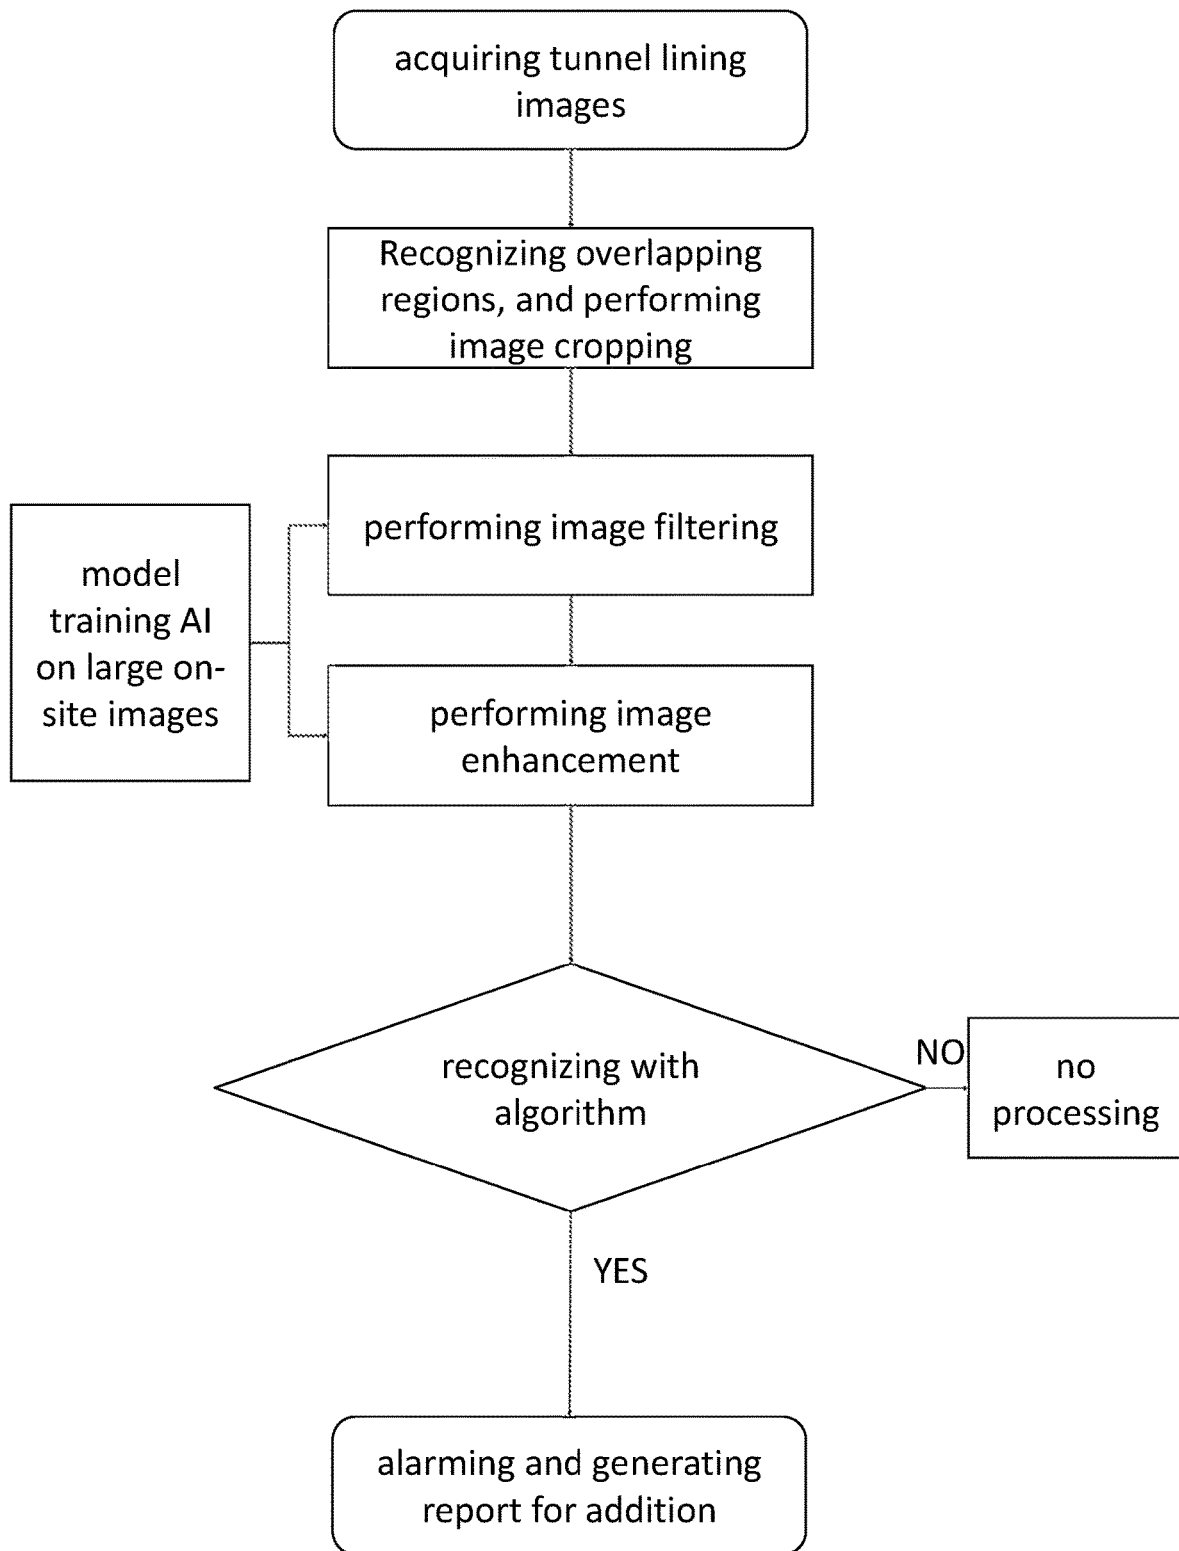 acquiring tunnel lining
images
Recognizing overlapping
regions, and performing
image cropping
performing image filtering
model
training AI
on large on-
site images
performing image
enhancement
recognizing with
algorithm
NO
no
processing
YES
alarming and generating
report for addition